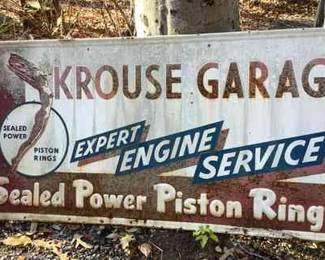 KROUSE GARAG
SEALED
POWER
PISTON
RINGS
EXPERT
ENGINE
SERVICE
Sealed Power Piston Ring